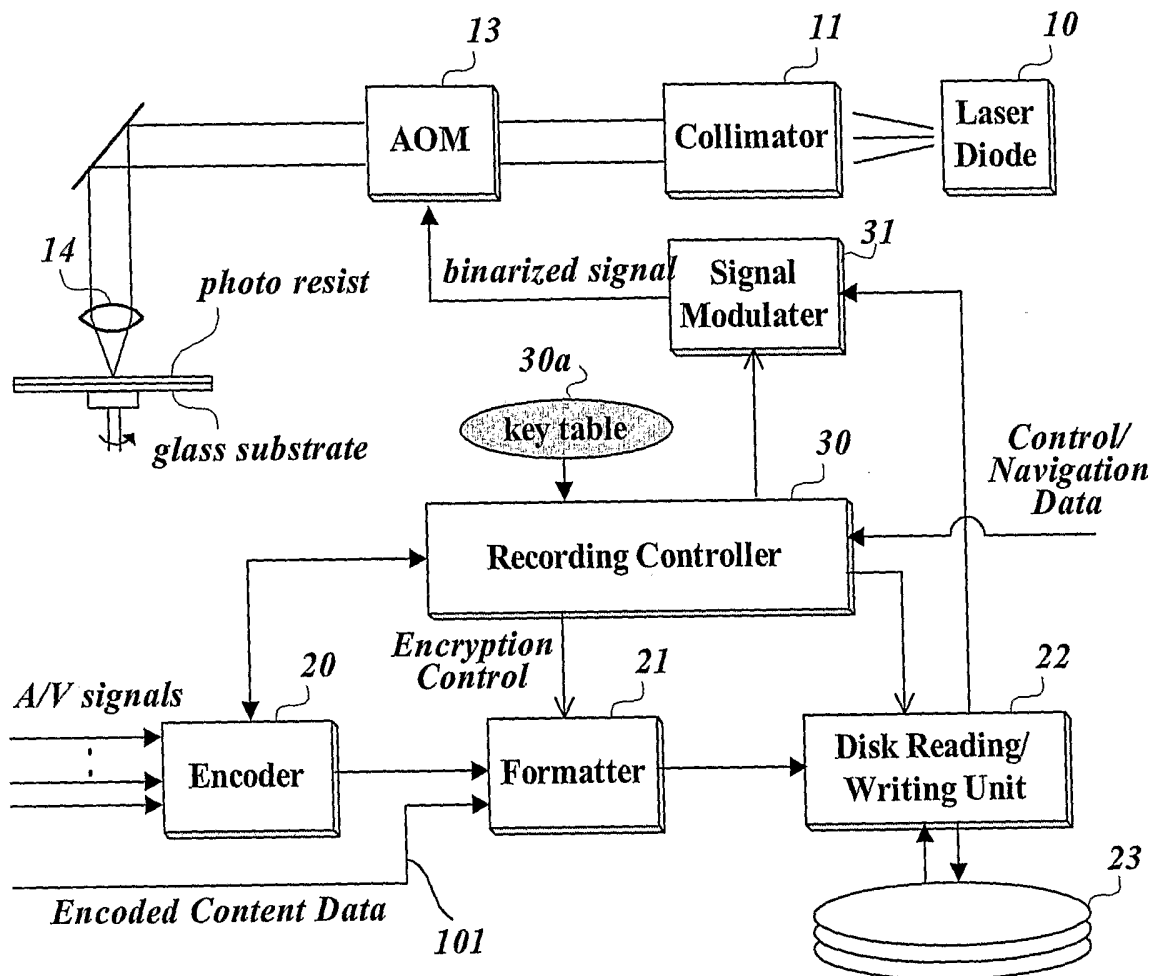 13
11
10
AOM
Collimator
Laser
Diode
14
photo resist
binarized signal
31
Signal
Modulater
glass substrate
30a
key table
30
Control/
Navigation
Data
Recording Controller
Encryption
Control
A/V signals
20
21
22
Encoder
Formatter
Disk Reading/
Writing Unit
Encoded Content Data
101
23